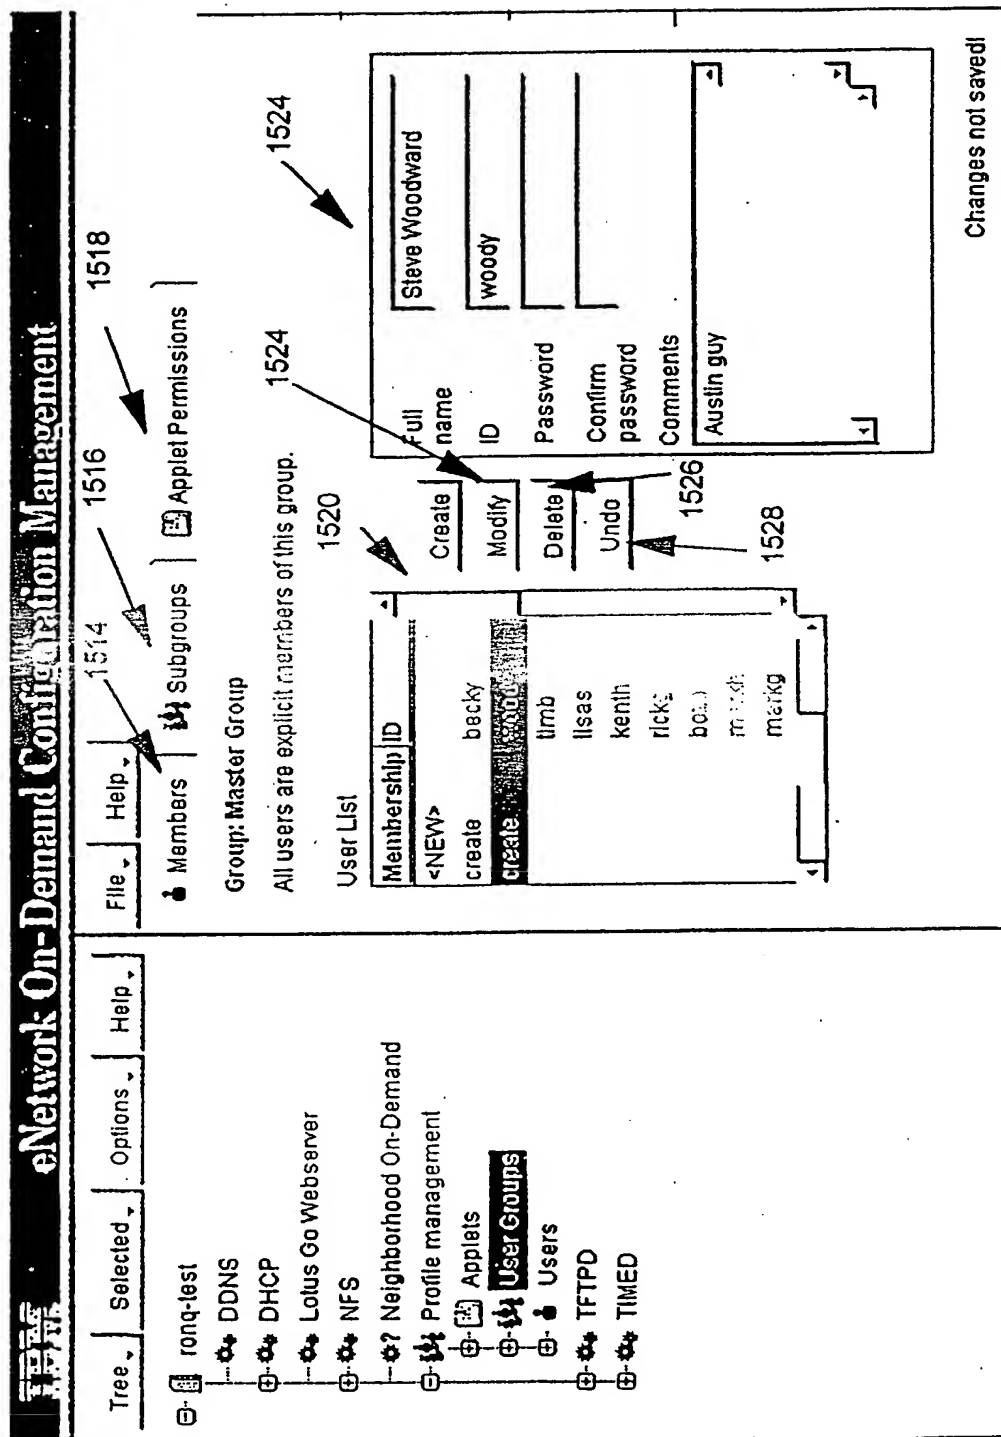 IBM eNetwork On-Demand Configuration Management
Tree Selected Options Help
ronq-test
DDNS
DHCP
Lotus Go Webserver
NFS
? Neighborhood On-Demand
Profile management
Applets
User Groups
Users
TFTPD
TIMED
File Help
1514
1516
1518
Members Subgroups Applet Permissions
Group: Master Group
All users are explicit members of this group.
User List
1520
Membership ID
<NEW>
create becky
create
timb
lisas
kenth
markg
Create
Modify
Delete
Undo
1524
1526
1528
1524
Full name Steve Woodward
ID woody
Password
Confirm password
Comments
Austin guy
Changes not saved!